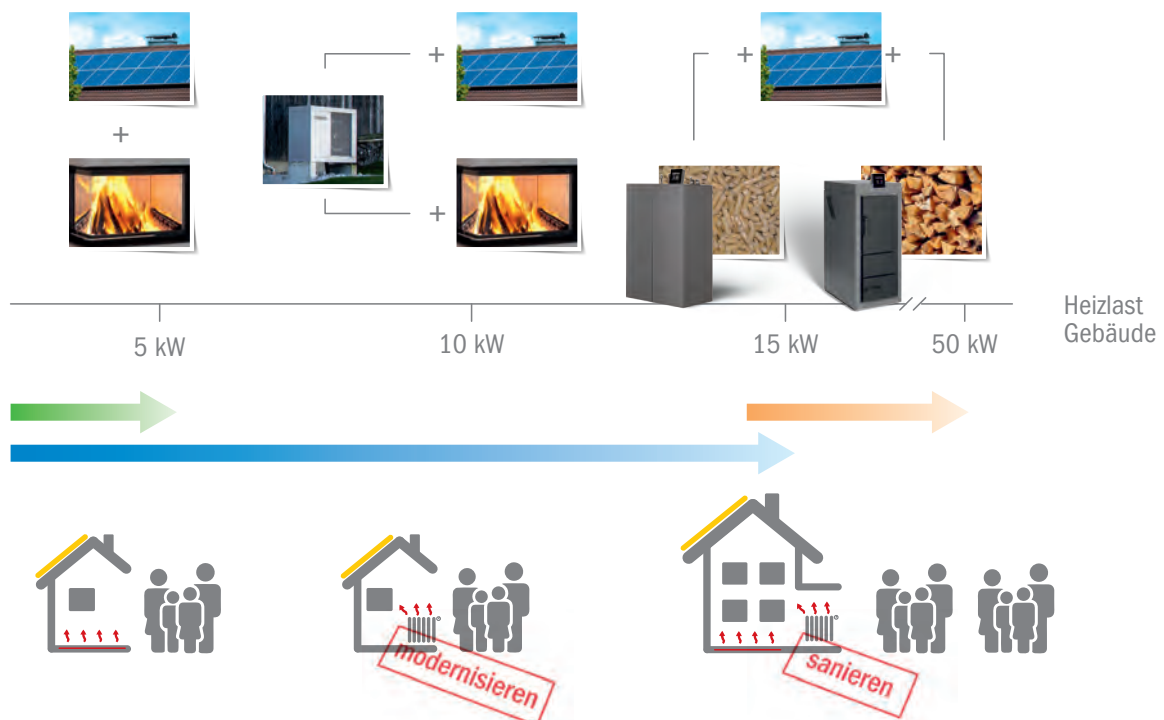 +
+
+
+
+
5 kW
10 kW
15 kW
50 kW
Heizlast
Gebäude
modernisieren
sanieren